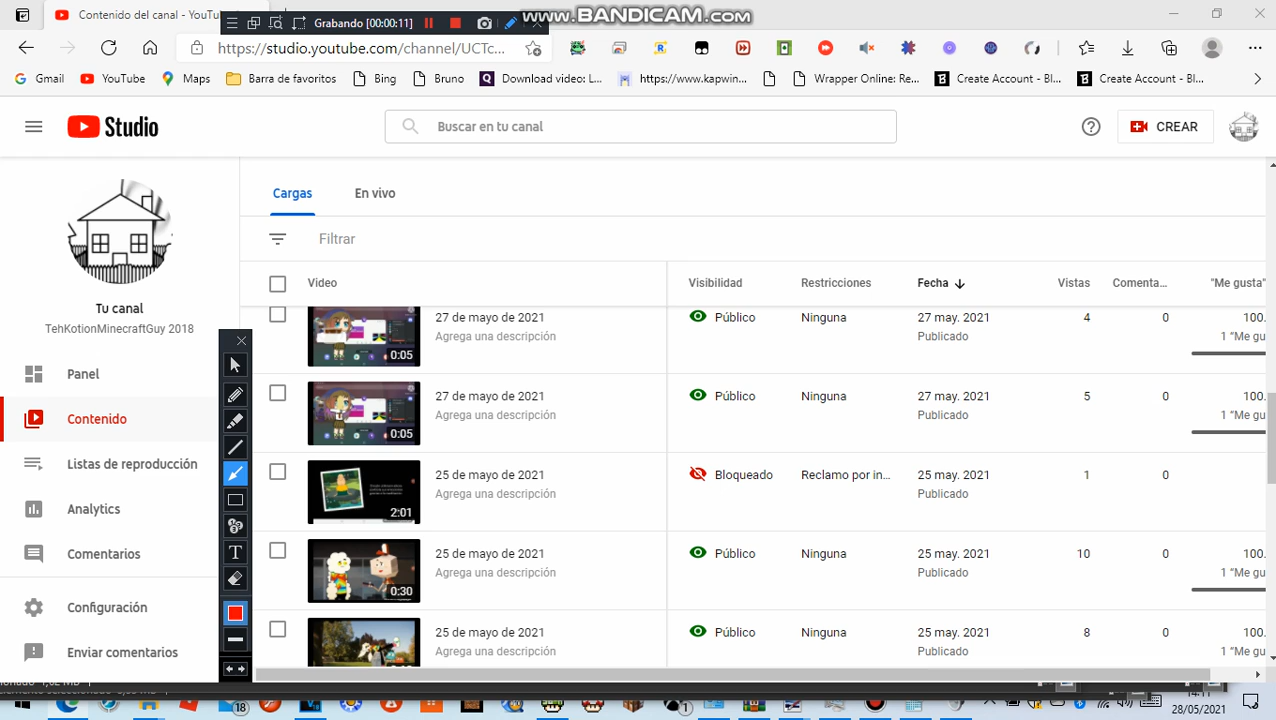 Contenido del canal - YouTu
Grabando [00:00:11]
www.BANDICAM.com
https://studio.youtube.com/channel/UCTc...
Gmail
YouTube
Maps
Barra de favoritos
Bing
Bruno
Download video: L...
https://www.kapwin...
Wrapper Online: Re...
Create Account - Bl...
Create Account -Bl...
Studio
Buscar en tu canal
CREAR
Tu canal
TehKotionMinecraftGuy 2018
Panel
Contenido
Listas de reproducción
Analytics
Comentarios
Configuración
Enviar comentarios
Cargas
En vivo
Filtrar
Video
Visibilidad
Restricciones
Fecha
Vistas
Comenta...
"Me gusta"
0:05
27 de mayo de 2021
Agrega una descripción
Público
Ninguna
27 may. 2021
Publicado
4
0
100.
1 "Me gu
0:05
27 de mayo de 2021
Agrega una descripción
Público
Ninguna
27 may. 2021
Publicado
5
0
100.
1 "Me gu
2:01
25 de mayo de 2021
Agrega una descripción
Bloqueado
Reclamo por in...
25 may. 2021
Publicado
1
0
0:30
25 de mayo de 2021
Agrega una descripción
Público
Ninguna
25 may. 2021
Publicado
10
0
100.
1 "Me gu
25 de mayo de 2021
Agrega una descripción
Público
Ninguna
25 may. 2021
Publicado
8
0
100.
1 "Me gu
18
28/05/2021